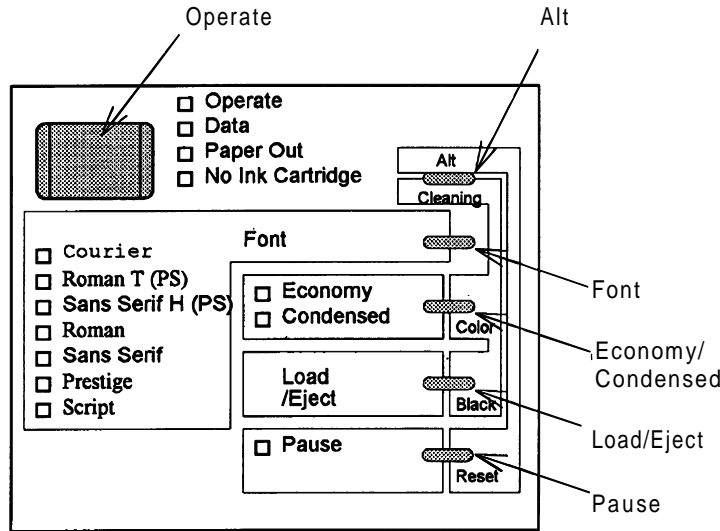 Operate
Alt
Operate
Data
Paper Out
No Ink Cartridge
Alt
Cleaning
Font
Courier
Roman T (PS)
Sans Serif H (PS)
Roman
Sans Serif
Prestige
Script
Economy
Condensed
Color
Load
/Eject
Black
Pause
Reset
Font
Economy/
Condensed
Load/Eject
Pause